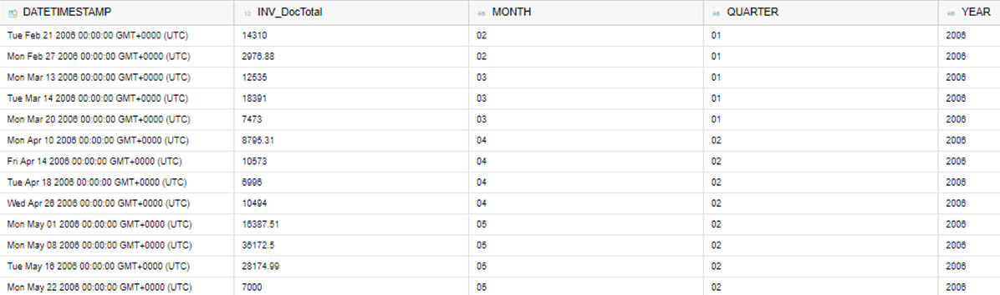 DATETIMESTAMP 12 INV_DocTotal AB MONTH AB QUARTER AB YEAR
Tue Feb 21 2006 00:00:00 GMT+0000 (UTC) 14310 02 01 2006
Mon Feb 27 2006 00:00:00 GMT+0000 (UTC) 2976.88 02 01 2006
Mon Mar 13 2006 00:00:00 GMT+0000 (UTC) 12535 03 01 2006
Tue Mar 14 2006 00:00:00 GMT+0000 (UTC) 18391 03 01 2006
Mon Mar 20 2006 00:00:00 GMT+0000 (UTC) 7473 03 01 2006
Mon Apr 10 2006 00:00:00 GMT+0000 (UTC) 8795.31 04 02 2006
Fri Apr 14 2006 00:00:00 GMT+0000 (UTC) 10573 04 02 2006
Tue Apr 18 2006 00:00:00 GMT+0000 (UTC) 6996 04 02 2006
Wed Apr 26 2006 00:00:00 GMT+0000 (UTC) 10494 04 02 2006
Mon May 01 2006 00:00:00 GMT+0000 (UTC) 16387.51 05 02 2006
Mon May 08 2006 00:00:00 GMT+0000 (UTC) 36172.5 05 02 2006
Tue May 16 2006 00:00:00 GMT+0000 (UTC) 28174.99 05 02 2006
Mon May 22 2006 00:00:00 GMT+0000 (UTC) 7000 05 02 2006